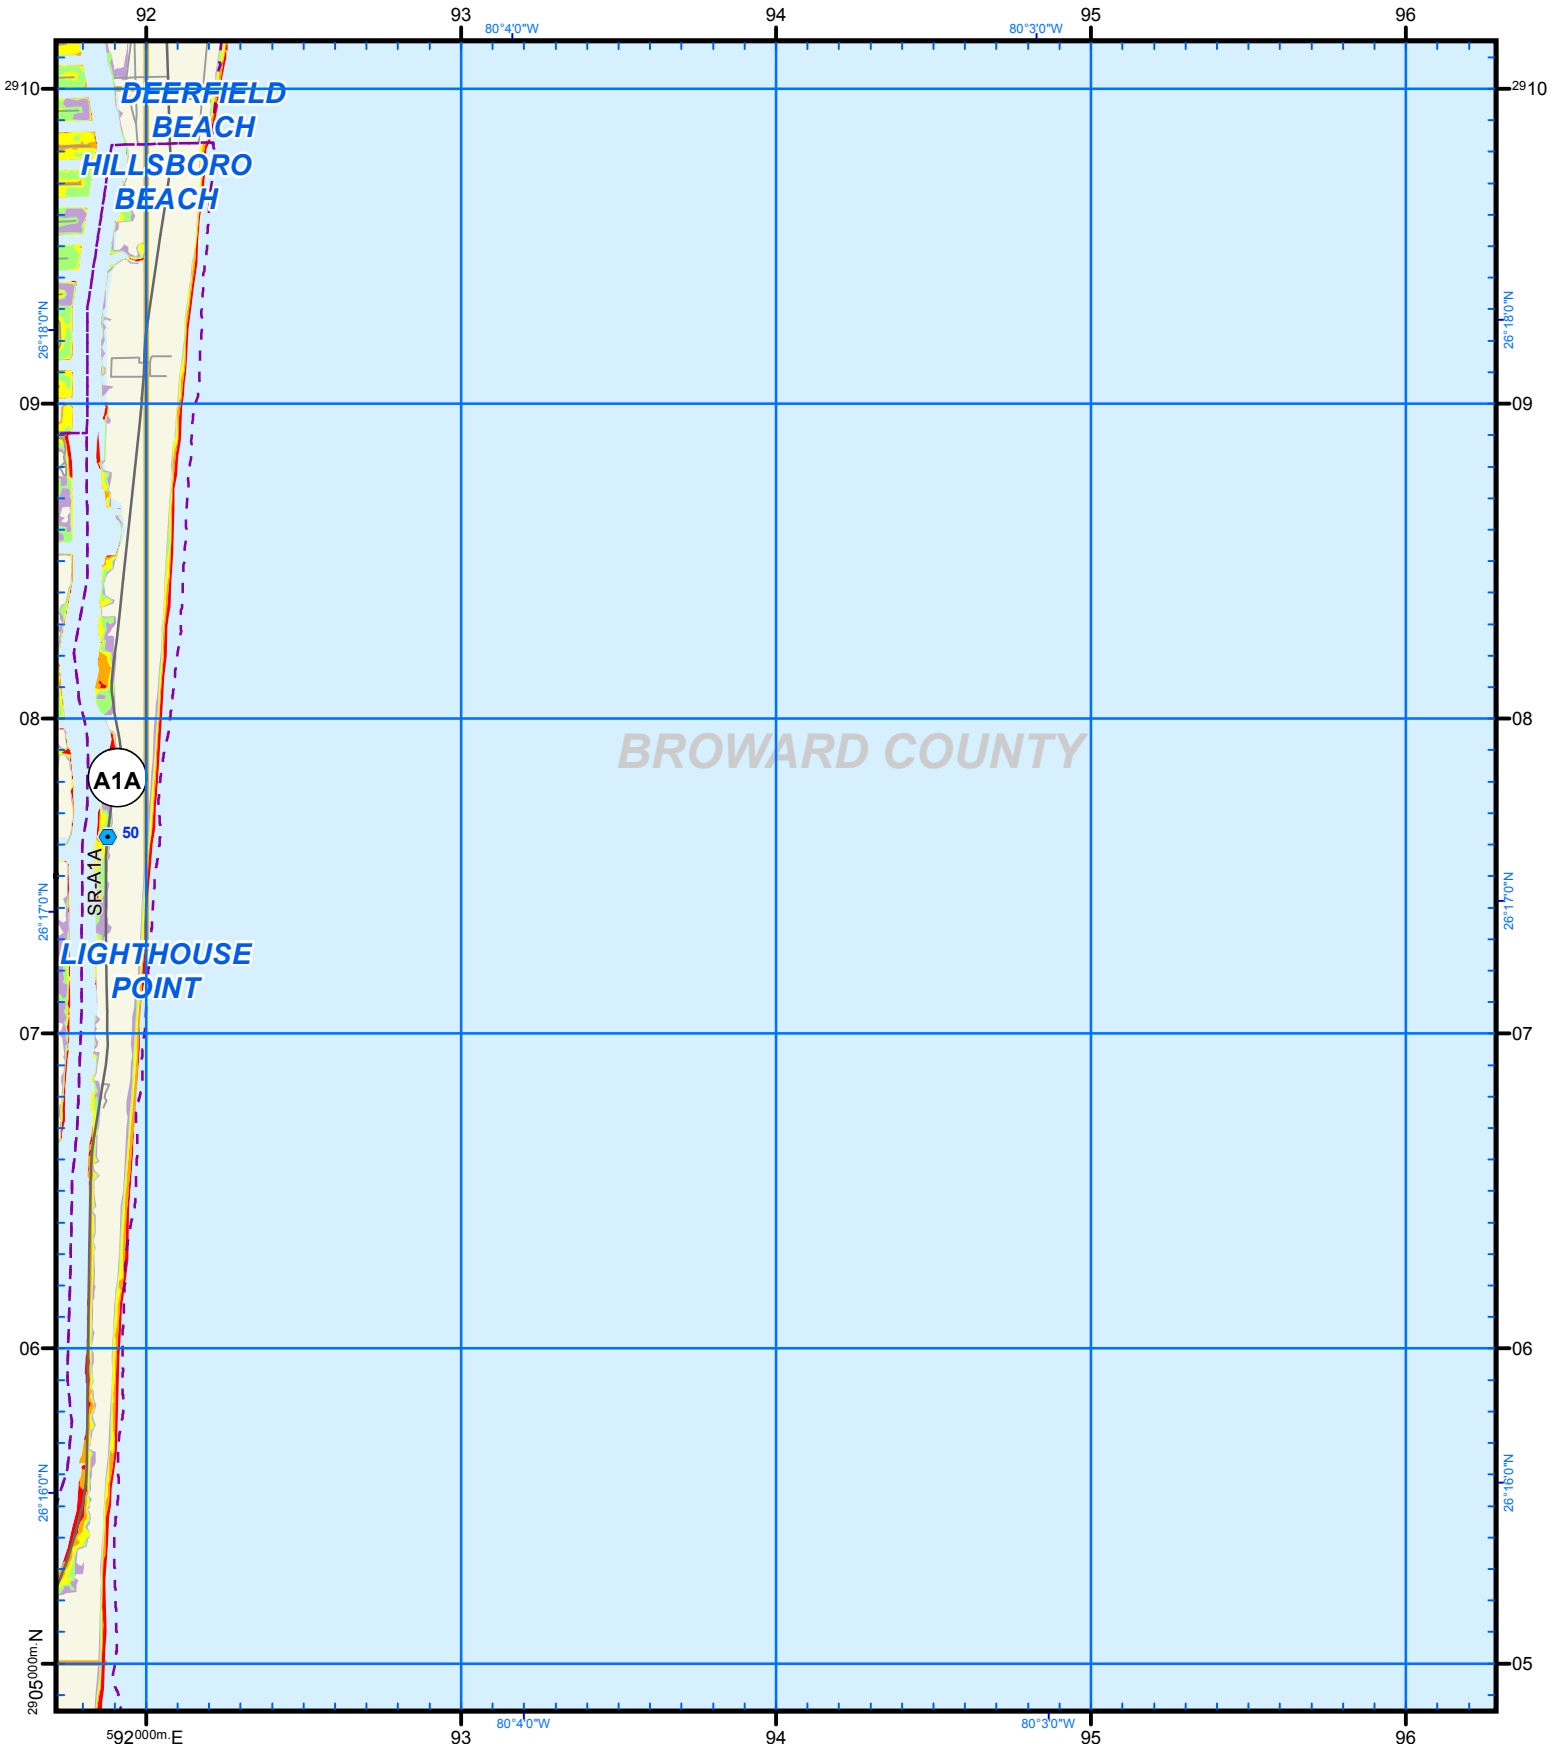 92 93 94 95 96
80°4'0"W 80°3'0"W
2910 2910
DEERFIELD
BEACH
HILLSBORO
BEACH
26°18'0"N 26°18'0"N
09 09
08 08
BROWARD COUNTY
A1A
50
SR-A1A
26°17'0"N 26°17'0"N
LIGHTHOUSE
POINT
07 07
06 06
26°16'0"N 26°16'0"N
2905000m.N 05
80°4'0"W 80°3'0"W
592000m.E 93 94 95 96